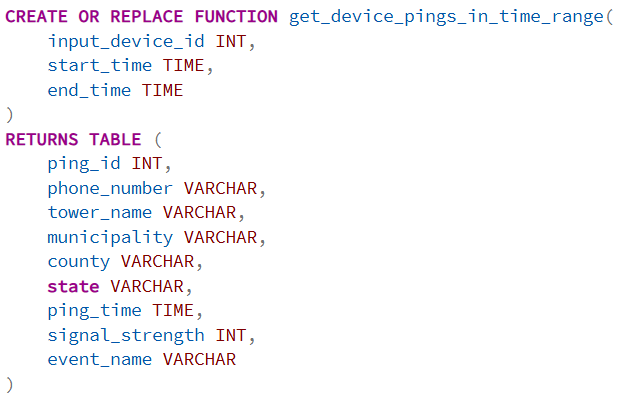 CREATE OR REPLACE FUNCTION get_device_pings_in_time_range(
    input_device_id INT,
    start_time TIME,
    end_time TIME
)
RETURNS TABLE (
    ping_id INT,
    phone_number VARCHAR,
    tower_name VARCHAR,
    municipality VARCHAR,
    county VARCHAR,
    state VARCHAR,
    ping_time TIME,
    signal_strength INT,
    event_name VARCHAR
)